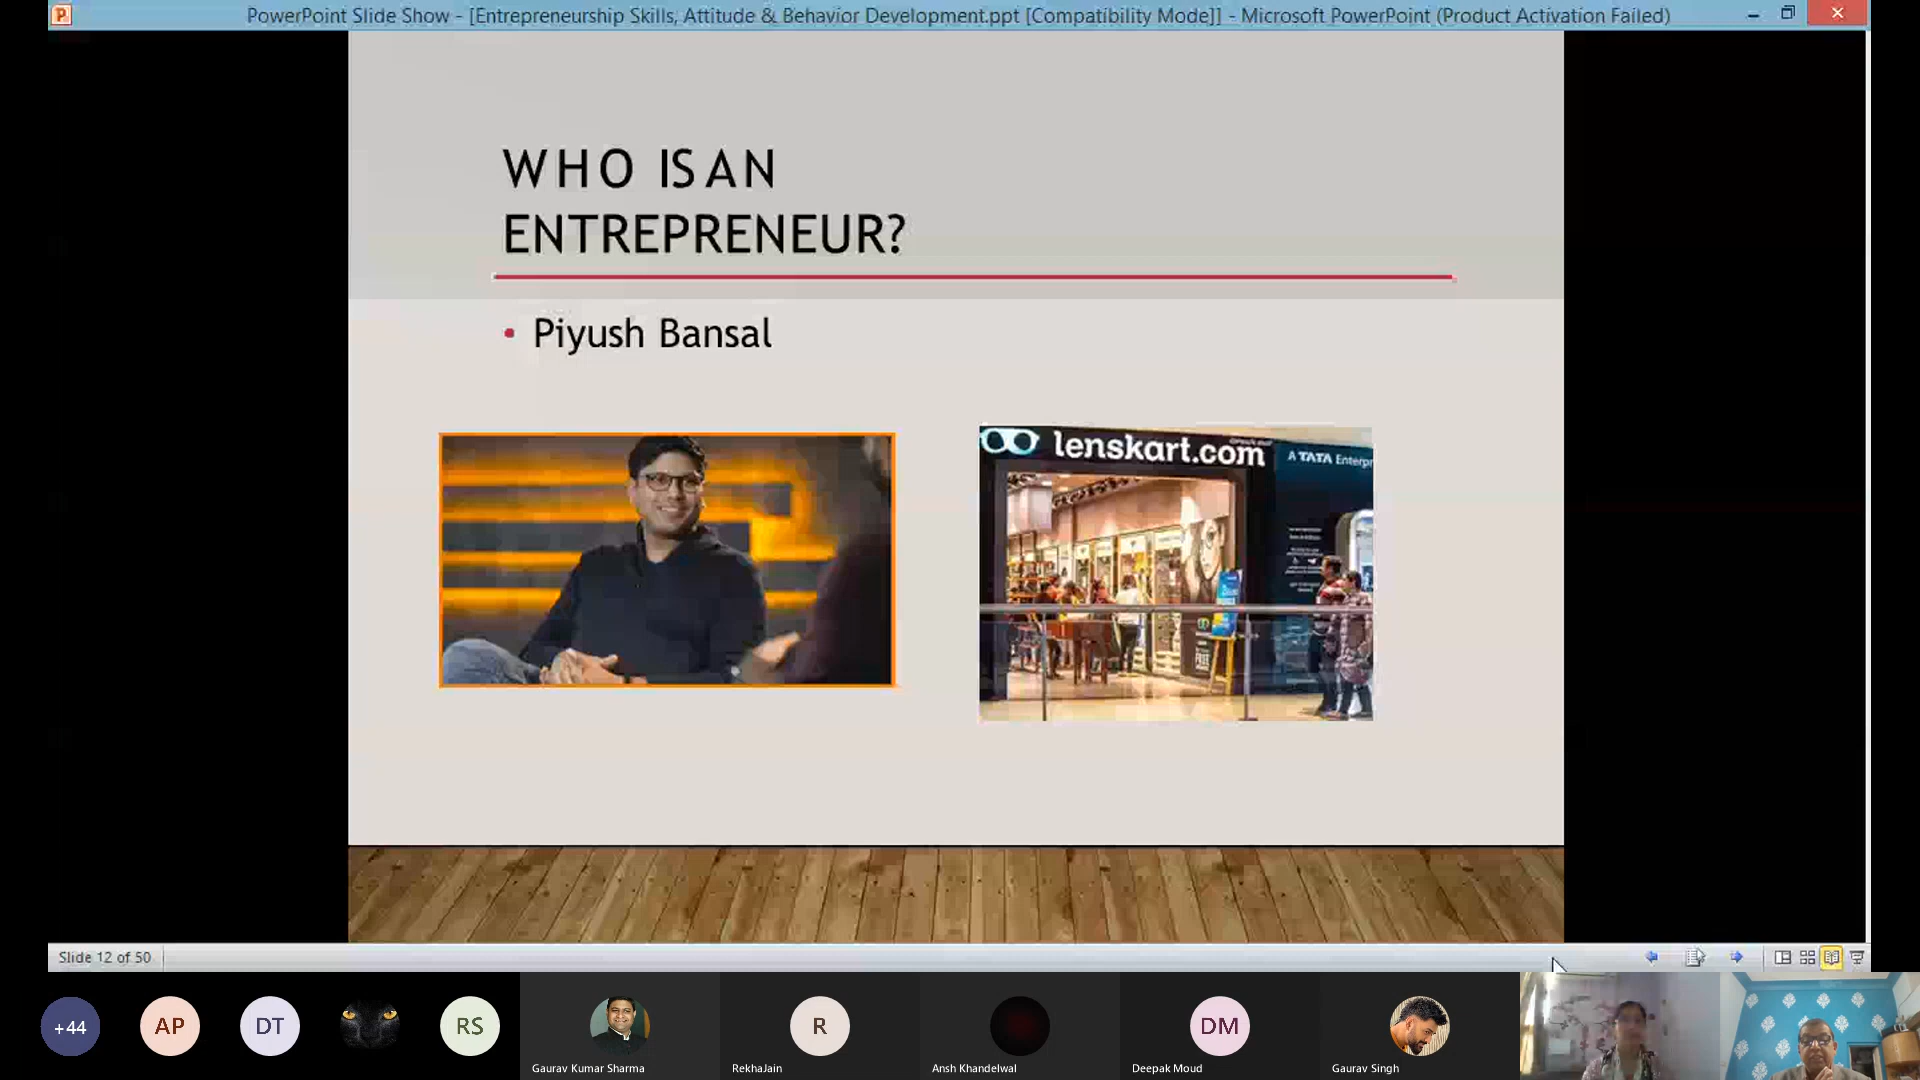 PowerPoint Slide Show - [Entrepreneurship Skills, Attitude & Behavior Development.ppt [Compatibility Mode]] - Microsoft PowerPoint (Product Activation Failed)
WHO IS AN
ENTREPRENEUR?
• Piyush Bansal
lenskart.com
A TATA Enterpr
FREE
Slide 12 of 50
+44
AP
DT
RS
R
DM
Gaurav Kumar Sharma
RekhaJain
Ansh Khandelwal
Deepak Moud
Gaurav Singh